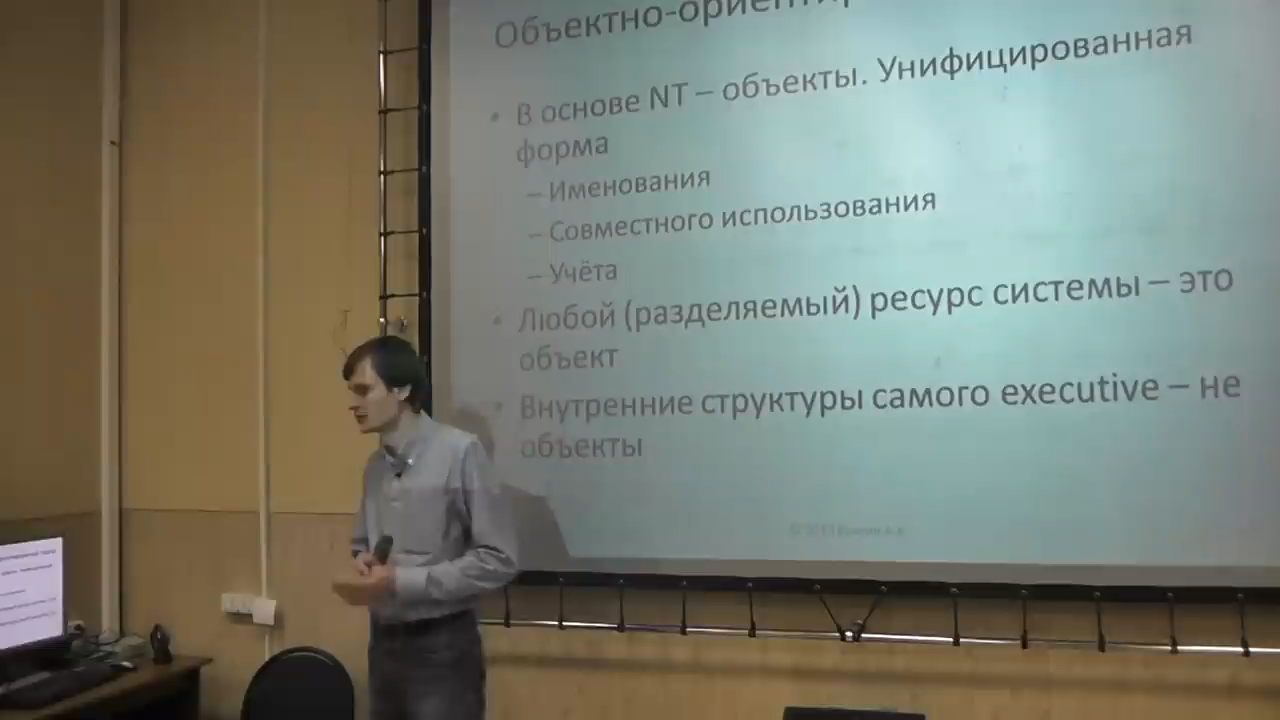 Объектно-ориентир
• В основе NT – объекты. Унифицированная
форма
– Именования
– Совместного использования
– Учёта
• Любой (разделяемый) ресурс системы – это
объект
• Внутренние структуры самого executive – не
объекты